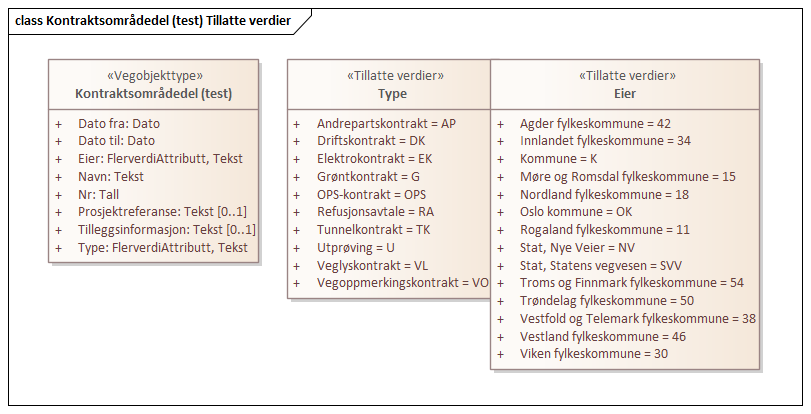 class Kontraktsområdedel (test) Tillatte verdier
«Vegobjekttype»
Kontraktsområdedel (test)
+ Dato fra: Dato
+ Dato til: Dato
+ Eier: FlerverdiAttributt, Tekst
+ Navn: Tekst
+ Nr: Tall
+ Prosjektreferanse: Tekst [0..1]
+ Tilleggsinformasjon: Tekst [0..1]
+ Type: FlerverdiAttributt, Tekst
«Tillatte verdier»
Type
+ Andrepartskontrakt = AP
+ Driftskontrakt = DK
+ Elektrokontrakt = EK
+ Grøntkontrakt = G
+ OPS-kontrakt = OPS
+ Refusjonsavtale = RA
+ Tunnelkontrakt = TK
+ Utprøving = U
+ Veglyskontrakt = VL
+ Vegoppmerkingskontrakt = VO
«Tillatte verdier»
Eier
+ Agder fylkeskommune = 42
+ Innlandet fylkeskommune = 34
+ Kommune = K
+ Møre og Romsdal fylkeskommune = 15
+ Nordland fylkeskommune = 18
+ Oslo kommune = OK
+ Rogaland fylkeskommune = 11
+ Stat, Nye Veier = NV
+ Stat, Statens vegvesen = SVV
+ Troms og Finnmark fylkeskommune = 54
+ Trøndelag fylkeskommune = 50
+ Vestfold og Telemark fylkeskommune = 38
+ Vestland fylkeskommune = 46
+ Viken fylkeskommune = 30